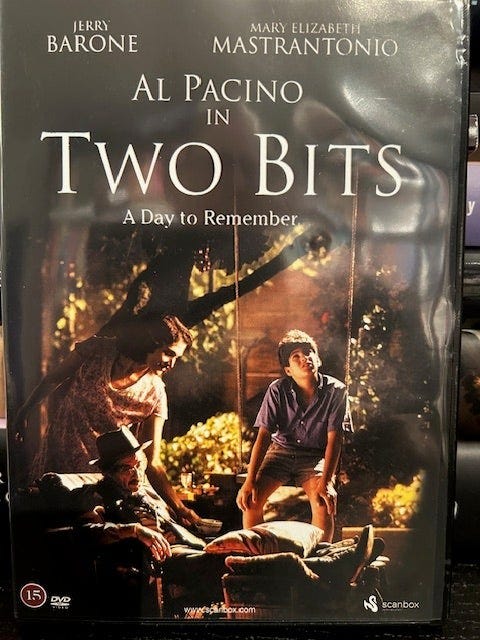 JERRY
BARONE
MARY ELIZABETH
MASTRANTONIO
AL PACINO
IN
TWO BITS
A Day to Remember
15
DVD
VIDEO
www.scanbox.com
scanbox